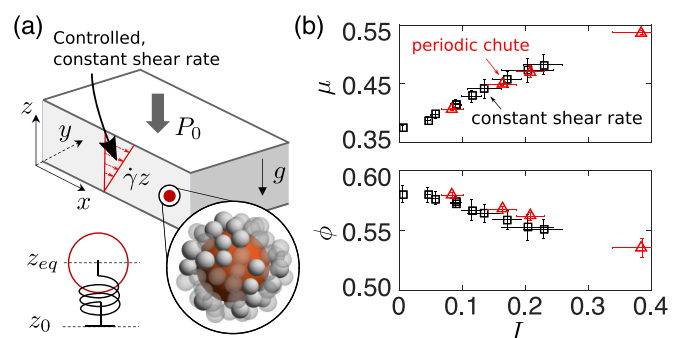 (a)
Controlled,
constant shear rate
z
y
x
P₀
γ̇z
g
z_eq
z₀
(b)
0.55
μ
0.45
0.35
periodic chute
constant shear rate
0.60
ϕ
0.55
0.50
0
0.1
0.2
0.3
0.4
I